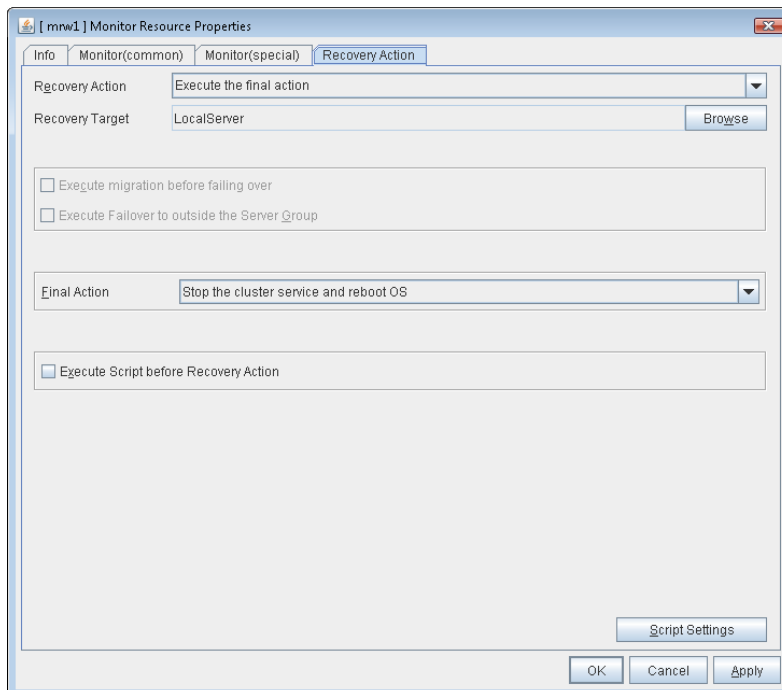 [ mrw1 ] Monitor Resource Properties
Info Monitor(common) Monitor(special) Recovery Action
Recovery Action Execute the final action
Recovery Target LocalServer Browse
Execute migration before failing over
Execute Failover to outside the Server Group
Final Action Stop the cluster service and reboot OS
Execute Script before Recovery Action
Script Settings
OK Cancel Apply